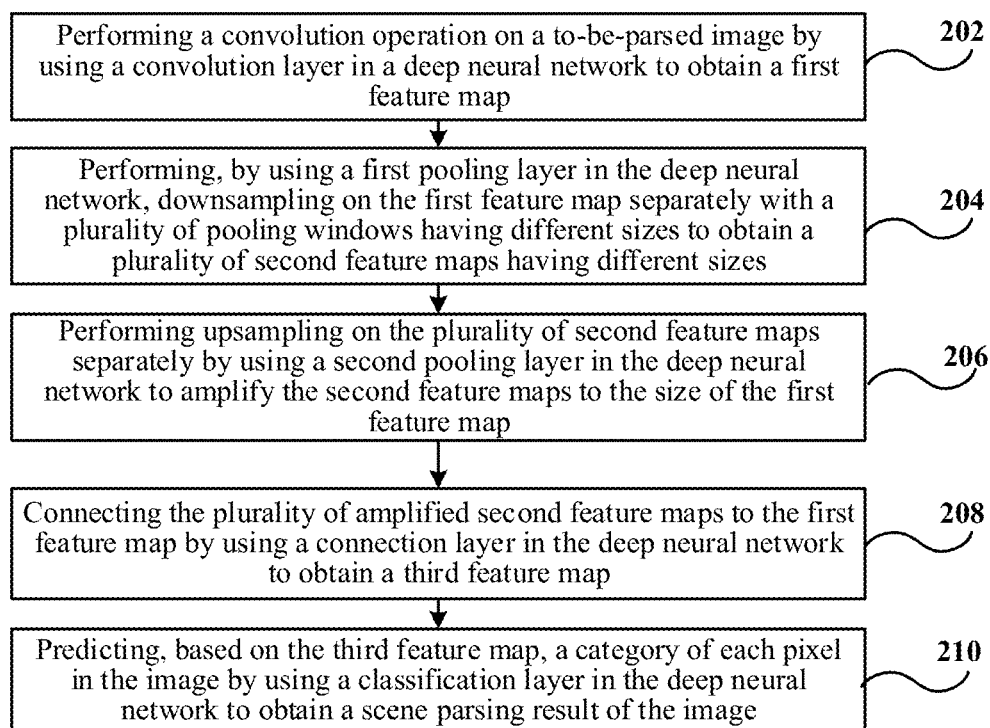 Performing a convolution operation on a to-be-parsed image by
using a convolution layer in a deep neural network to obtain a first
feature map
202
Performing, by using a first pooling layer in the deep neural
network, downsampling on the first feature map separately with a
plurality of pooling windows having different sizes to obtain a
plurality of second feature maps having different sizes
204
Performing upsampling on the plurality of second feature maps
separately by using a second pooling layer in the deep neural
network to amplify the second feature maps to the size of the first
feature map
206
Connecting the plurality of amplified second feature maps to the first
feature map by using a connection layer in the deep neural network
to obtain a third feature map
208
Predicting, based on the third feature map, a category of each pixel
in the image by using a classification layer in the deep neural
network to obtain a scene parsing result of the image
210